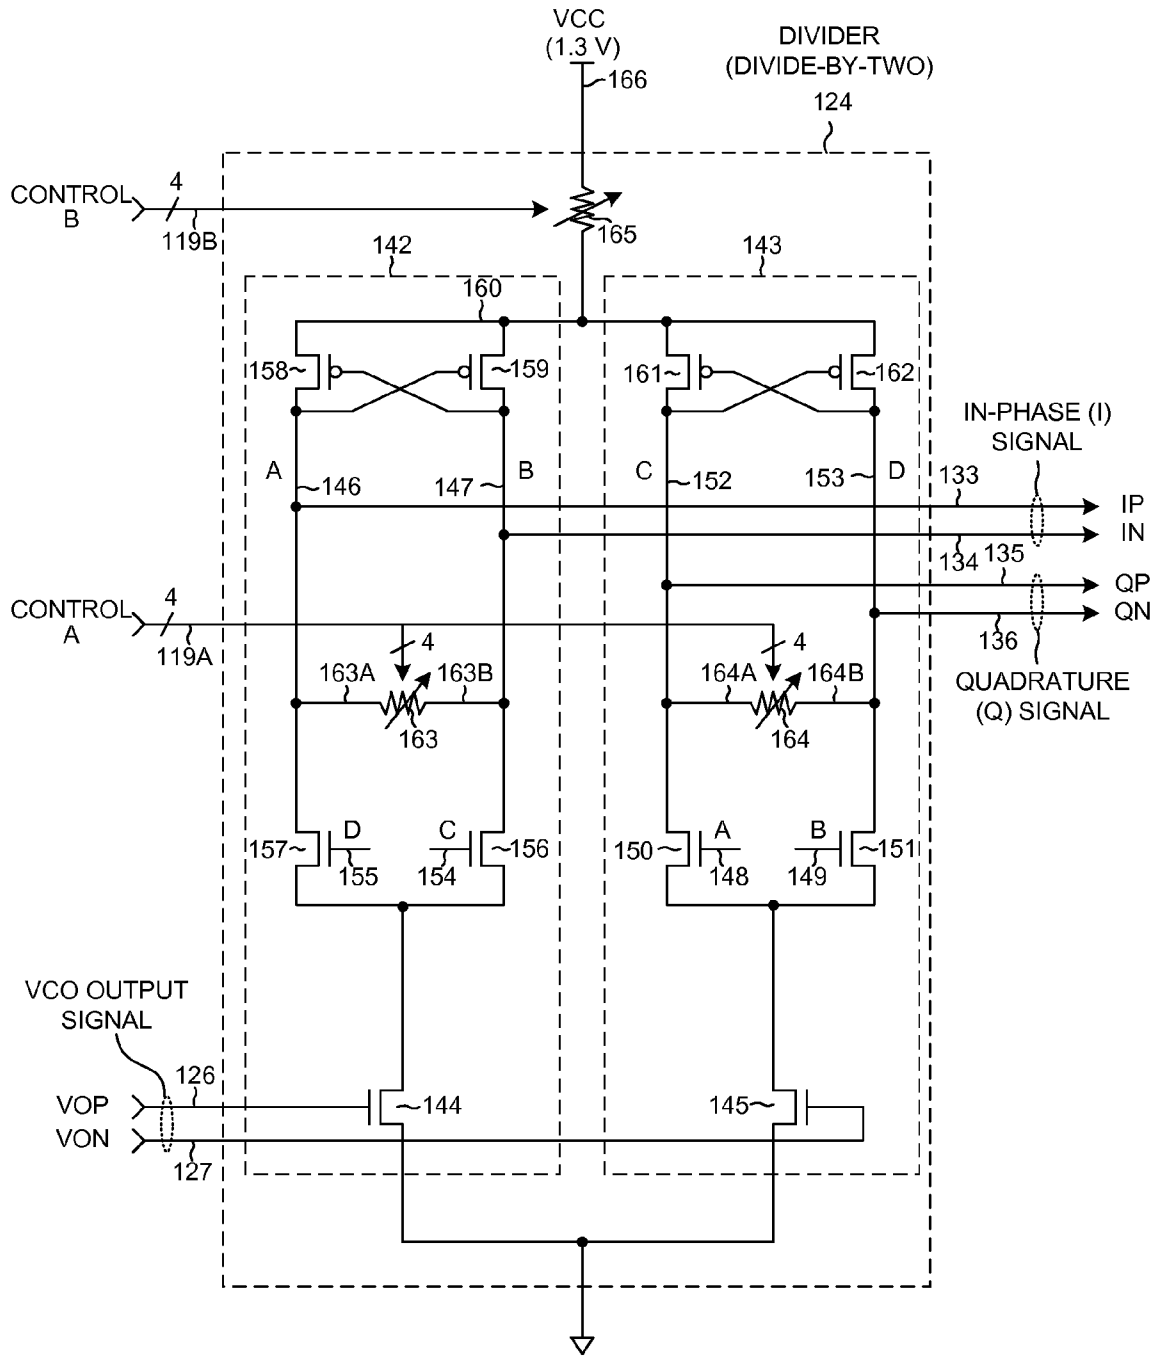 VCC
(1.3 V)
166
DIVIDER
(DIVIDE-BY-TWO)
124
CONTROL
B
4
119B
165
142
143
160
158
159
161
162
IN-PHASE (I)
SIGNAL
A
B
C
D
146
147
152
153
133
IP
IN
134
135
QP
QN
136
CONTROL
A
4
119A
4
4
163A
163B
164A
164B
163
164
QUADRATURE
(Q) SIGNAL
D
C
A
B
157
156
150
151
155
154
148
149
VCO OUTPUT
SIGNAL
126
VOP
144
145
VON
127